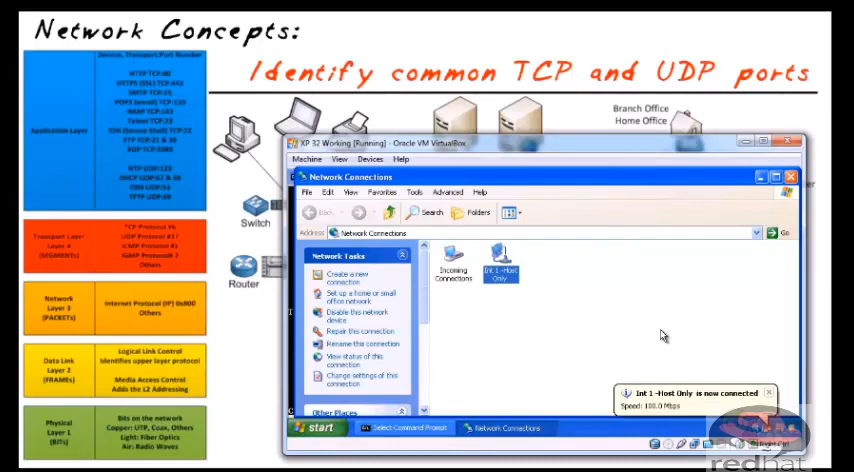 Network Concepts:
Identify common TCP and UDP ports
Service, Transport:Port Number
HTTP TCP:80
HTTPS (SSL) TCP:443
SMTP TCP:25
POP3 (email) TCP:110
IMAP TCP:143
Telnet TCP:23
SSH (Secure Shell) TCP:22
FTP TCP:21 & 20
RDP TCP:3389
NTP UDP:123
DHCP UDP:67 & 68
DNS UDP:53
TFTP UDP:69
Application Layer
Transport Layer
Layer 4
(SEGMENTS)
TCP Protocol #6
UDP Protocol #17
ICMP Protocol #1
IGMP Protocol# 2
Others
Network
Layer 3
(PACKETS)
Internet Protocol (IP) 0x800
Others
Data Link
Layer 2
(FRAMES)
Logical Link Control
Identifies upper layer protocol
Media Access Control
Adds the L2 Addressing
Physical
Layer 1
(BITS)
Bits on the network
Copper: UTP, Coax, Others
Light: Fiber Optics
Air: Radio Waves
Switch
Router
Branch Office
Home Office
XP 32 Working [Running] - Oracle VM VirtualBox
Machine View Devices Help
Network Connections
File Edit View Favorites Tools Advanced Help
Back Search Folders
Address Network Connections Go
Network Tasks
Create a new
connection
Set up a home or small
office network
Disable this network
device
Repair this connection
Rename this connection
View status of this
connection
Change settings of this
connection
Other Places
Incoming
Connections
Int 1 -Host
Only
Int 1 -Host Only is now connected
Speed: 100.0 Mbps
start Select Command Prompt Network Connections
Right Ctrl
redhat